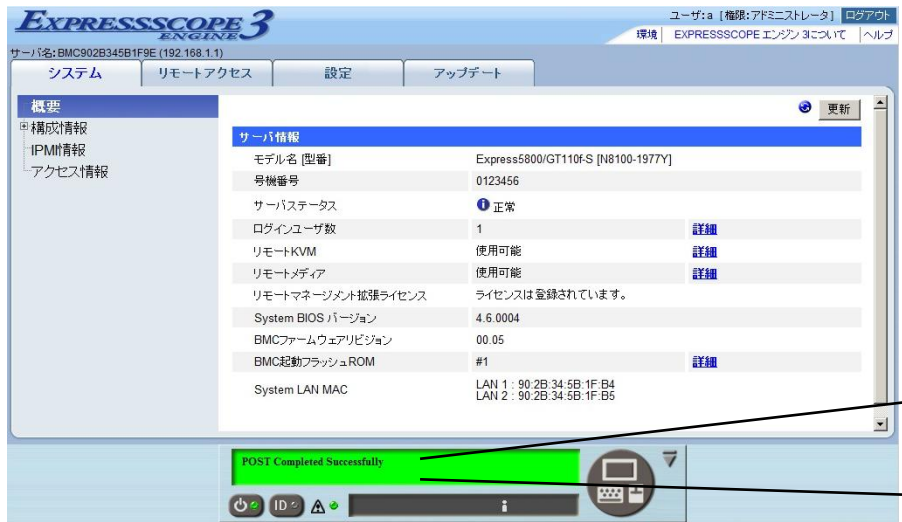 EXPRESSSCOPE ENGINE 3
ユーザ:a [権限:アドミニストレータ] ログアウト
環境 EXPRESSSCOPE エンジン 3について ヘルプ
サーバ名:BMC902B345B1F9E (192.168.1.1)
システム リモートアクセス 設定 アップデート
概要
構成情報
IPMI情報
アクセス情報
更新
サーバ情報
モデル名 [型番] Express5800/GT110f-S [N8100-1977Y]
号機番号 0123456
サーバステータス 正常
ログインユーザ数 1 詳細
リモートKVM 使用可能 詳細
リモートメディア 使用可能 詳細
リモートマネージメント拡張ライセンス ライセンスは登録されています。
System BIOS バージョン 4.6.0004
BMCファームウェアリビジョン 00.05
BMC起動フラッシュROM #1 詳細
System LAN MAC LAN 1 : 90:2B:34:5B:1F:B4
LAN 2 : 90:2B:34:5B:1F:B5
POST Completed Successfully
ID